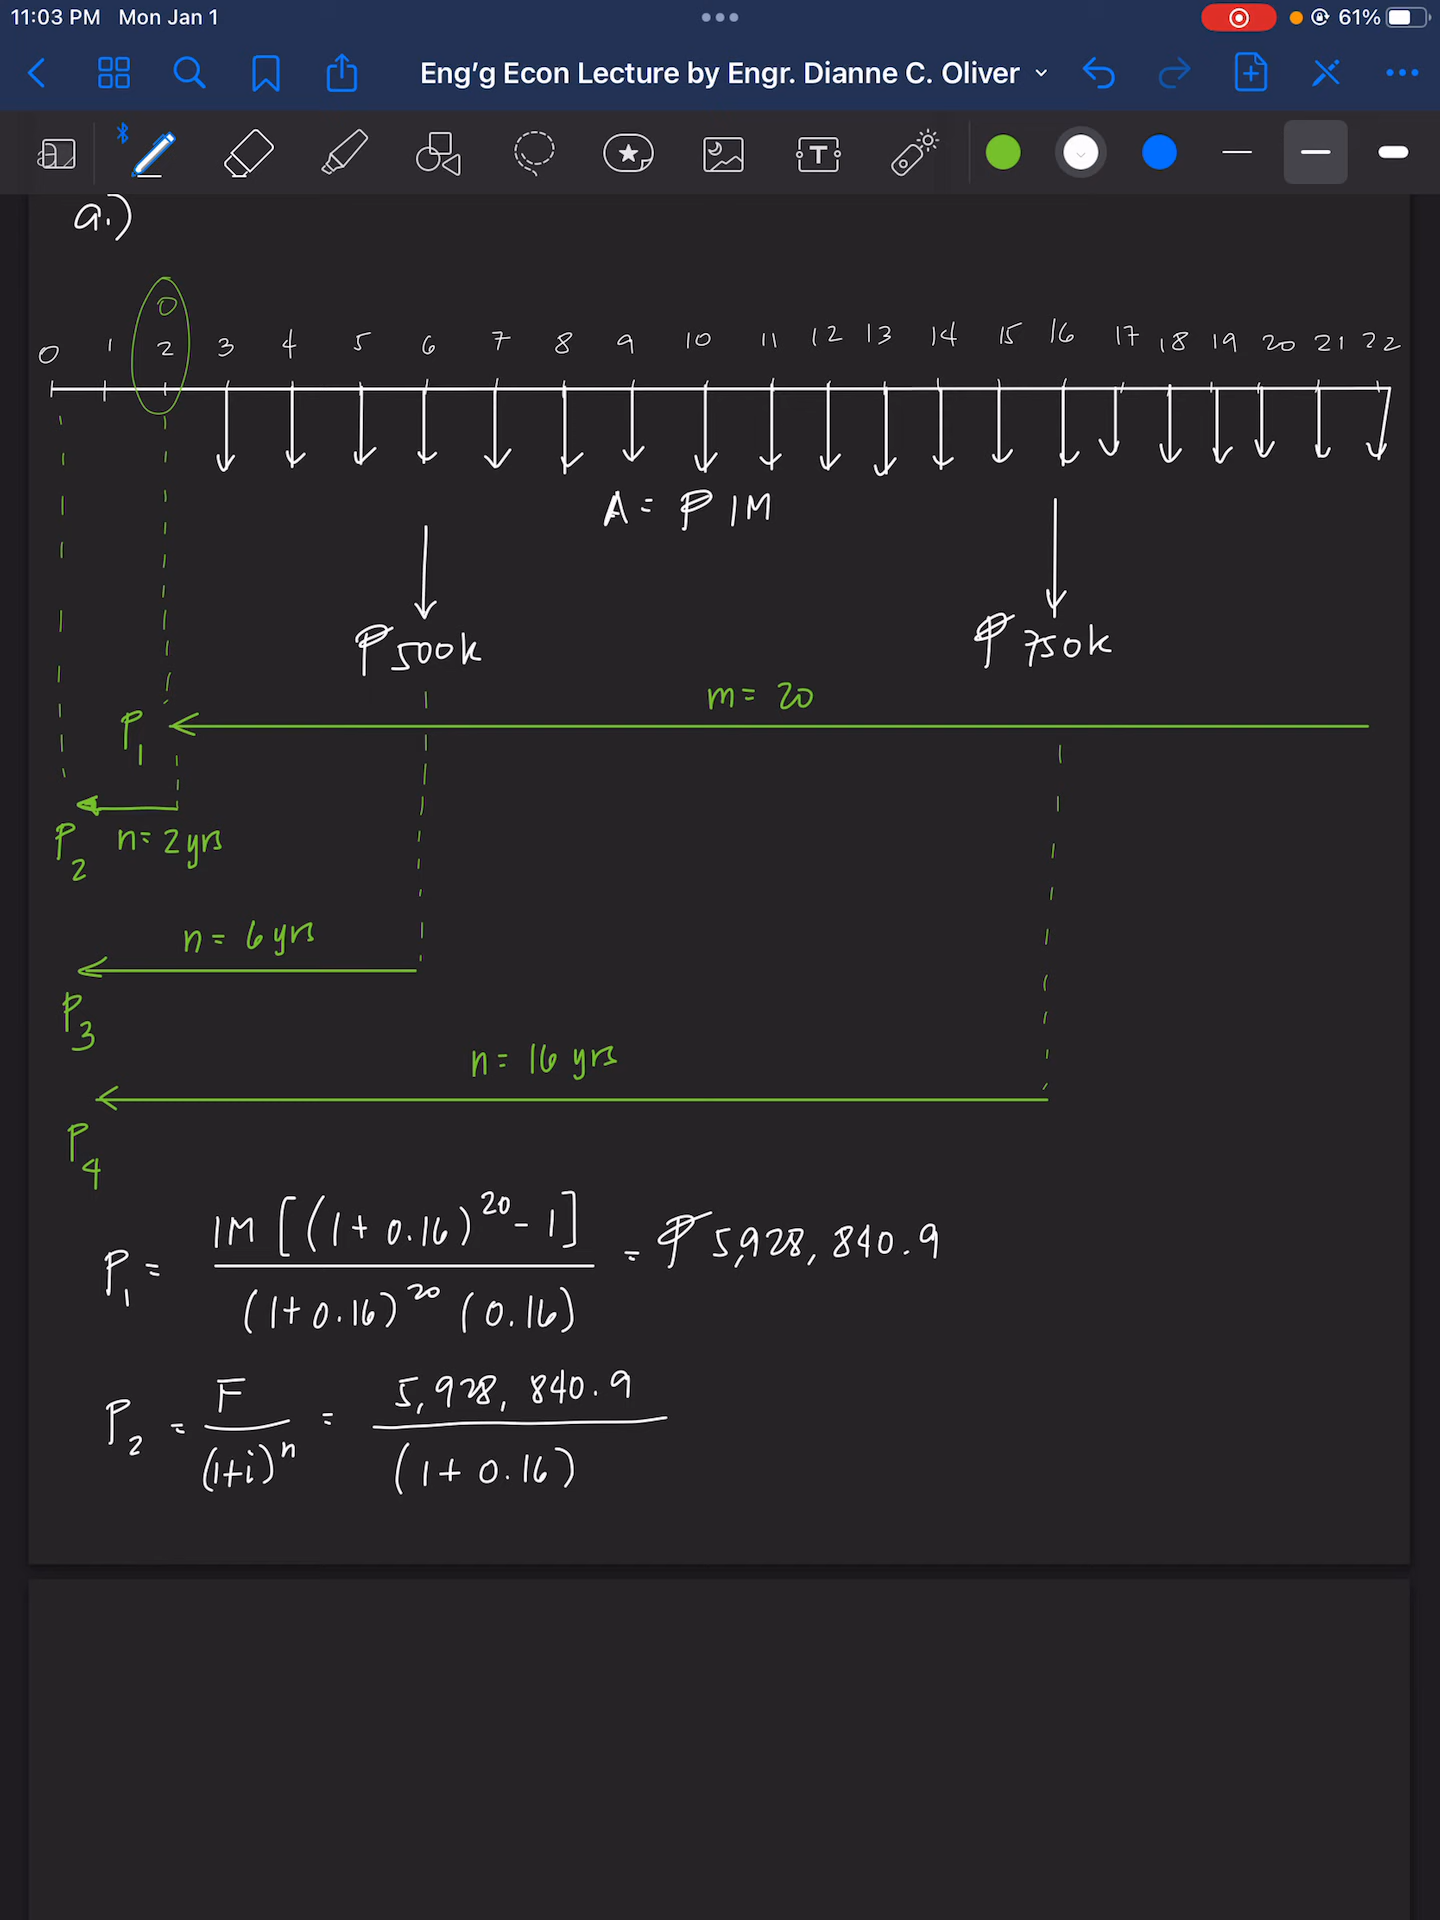 11:03 PM Mon Jan 1
61%
Eng'g Econ Lecture by Engr. Dianne C. Oliver
T
a.)
0
0 1 2 3 4 5 6 7 8 9 10 11 12 13 14 15 16 17 18 19 20 21 22
A = ₱ 1M
₱500k
₱750k
m = 20
P1
P2 n = 2 yrs
n = 6 yrs
P3
n = 16 yrs
P4
P1 = 1M [(1 + 0.16)^20 - 1] / (1 + 0.16)^20 (0.16) = ₱ 5,928,840.9
P2 = F / (1+i)^n = 5,928,840.9 / (1 + 0.16)